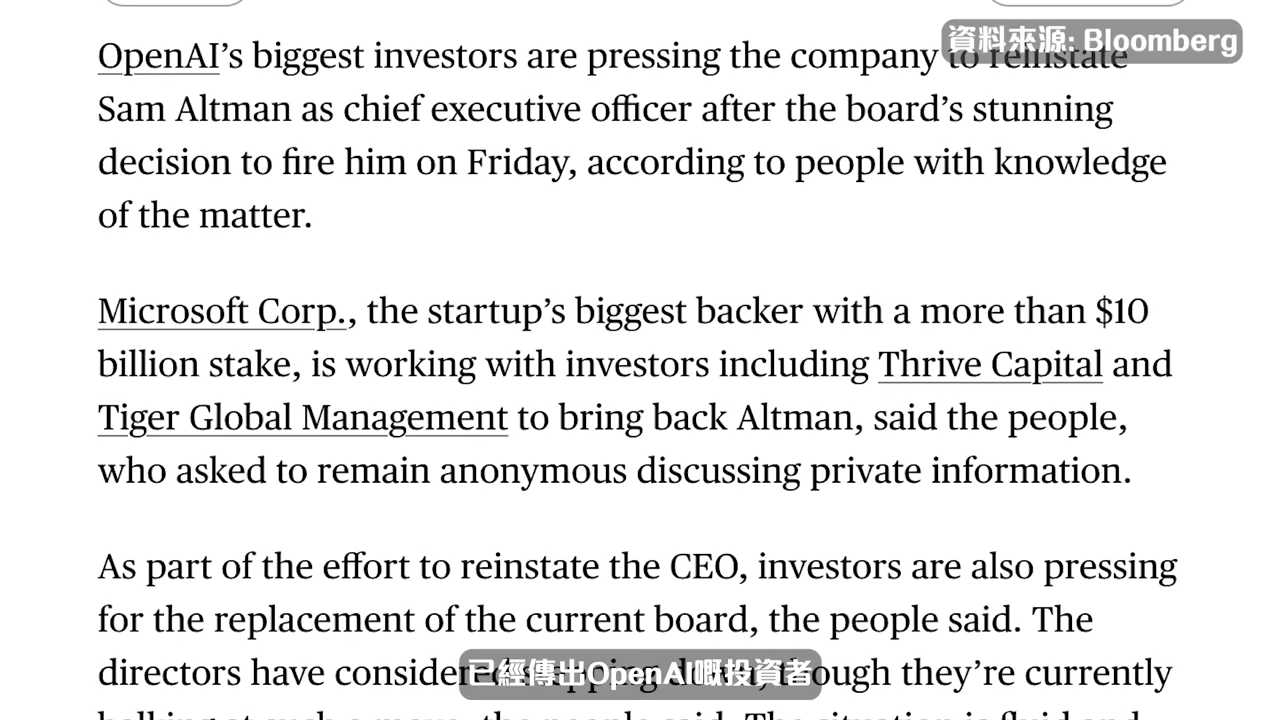 資料來源: Bloomberg
OpenAI’s biggest investors are pressing the company to reinstate
Sam Altman as chief executive officer after the board’s stunning
decision to fire him on Friday, according to people with knowledge
of the matter.
Microsoft Corp., the startup’s biggest backer with a more than $10
billion stake, is working with investors including Thrive Capital and
Tiger Global Management to bring back Altman, said the people,
who asked to remain anonymous discussing private information.
As part of the effort to reinstate the CEO, investors are also pressing
for the replacement of the current board, the people said. The
directors have considered stepping down, though they’re currently
已經傳出OpenAI嘅投資者